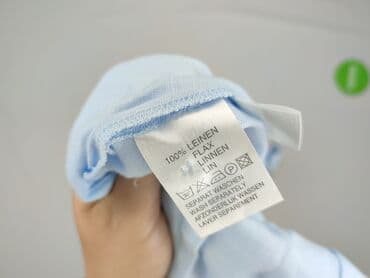 100% LEINEN
FLAX
LINNEN
LIN
SEPARAT WASCHEN
WASH SEPARATELY
AFZONDERLIJK WASSEN
LAVER SEPAREMENT